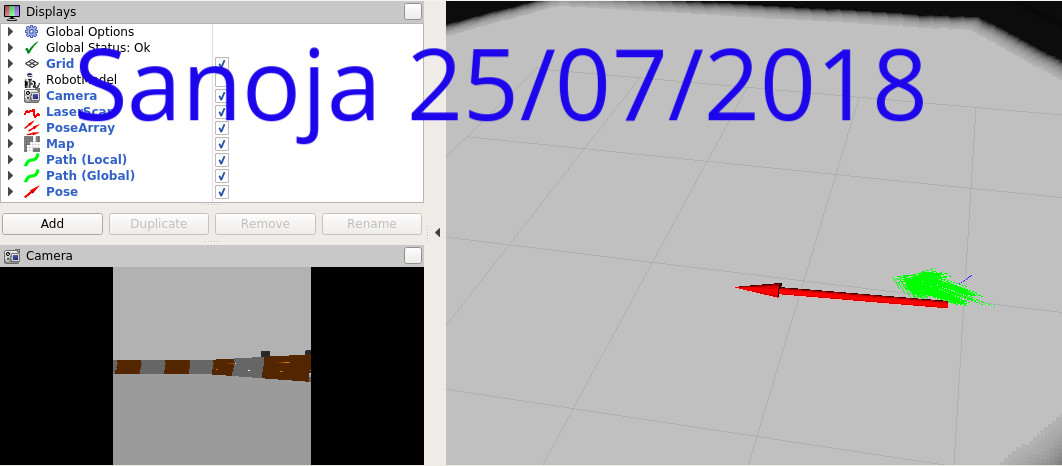 Displays
Global Options
Global Status: Ok
Grid
RobotModel
Camera
LaserScan
PoseArray
Map
Path (Local)
Path (Global)
Pose
Sanoja 25/07/2018
Add
Duplicate
Remove
Rename
Camera